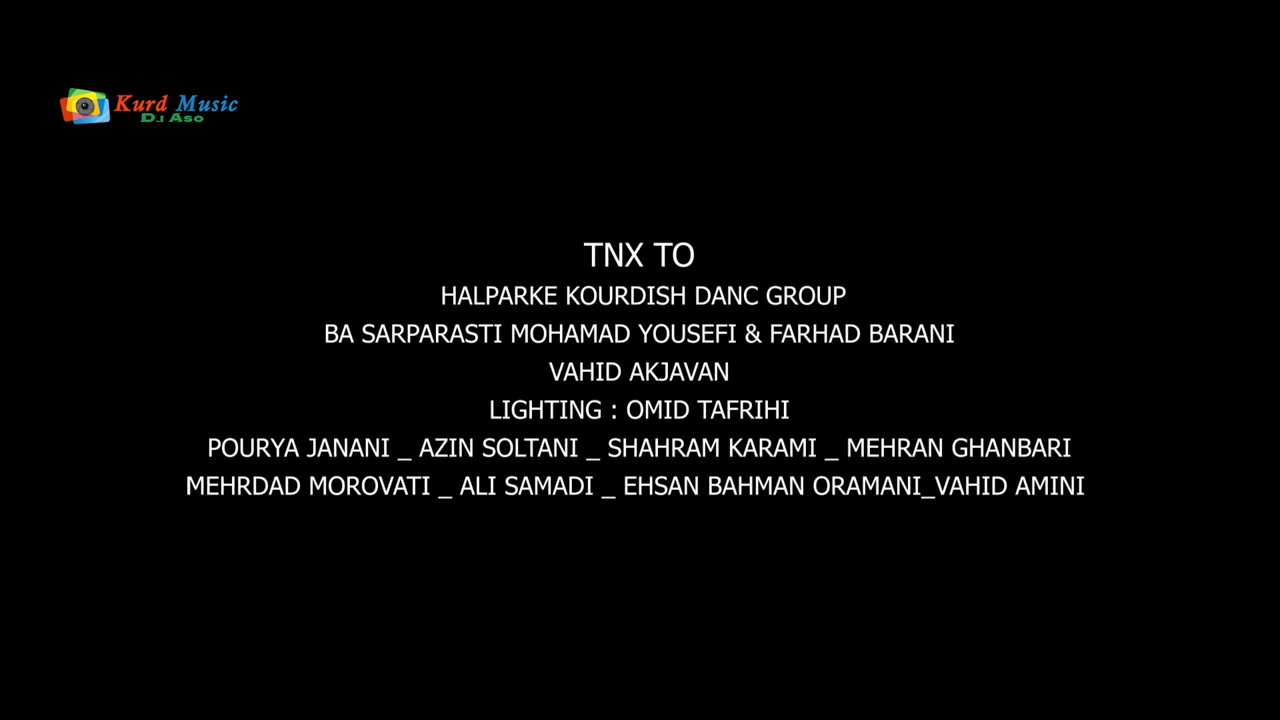 Kurd Music
Dj Aso
TNX TO
HALPARKE KOURDISH DANC GROUP
BA SARPARASTI MOHAMAD YOUSEFI & FARHAD BARANI
VAHID AKJAVAN
LIGHTING : OMID TAFRIHI
POURYA JANANI _ AZIN SOLTANI _ SHAHRAM KARAMI _ MEHRAN GHANBARI
MEHRDAD MOROVATI _ ALI SAMADI _ EHSAN BAHMAN ORAMANI_VAHID AMINI